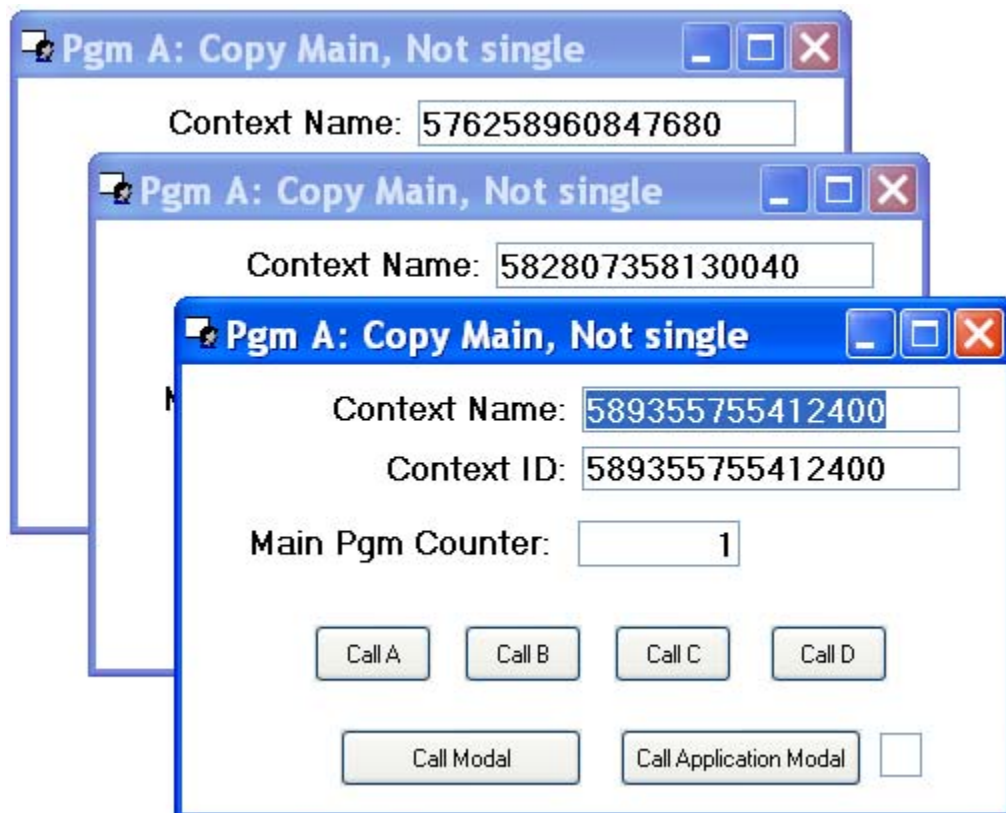 Pgm A: Copy Main, Not single
Context Name: 576258960847680
Pgm A: Copy Main, Not single
Context Name: 582807358130040
Pgm A: Copy Main, Not single
Context Name: 589355755412400
Context ID: 589355755412400
Main Pgm Counter: 1
Call A Call B Call C Call D
Call Modal Call Application Modal